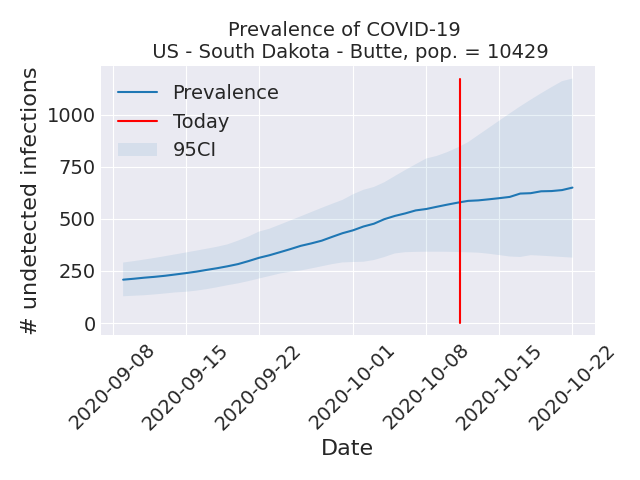 Prevalence of COVID-19
US - South Dakota - Butte, pop. = 10429
# undetected infections
1000
750
500
250
0
Prevalence
Today
95CI
2020-09-08
2020-09-15
2020-09-22
2020-10-01
2020-10-08
2020-10-15
2020-10-22
Date